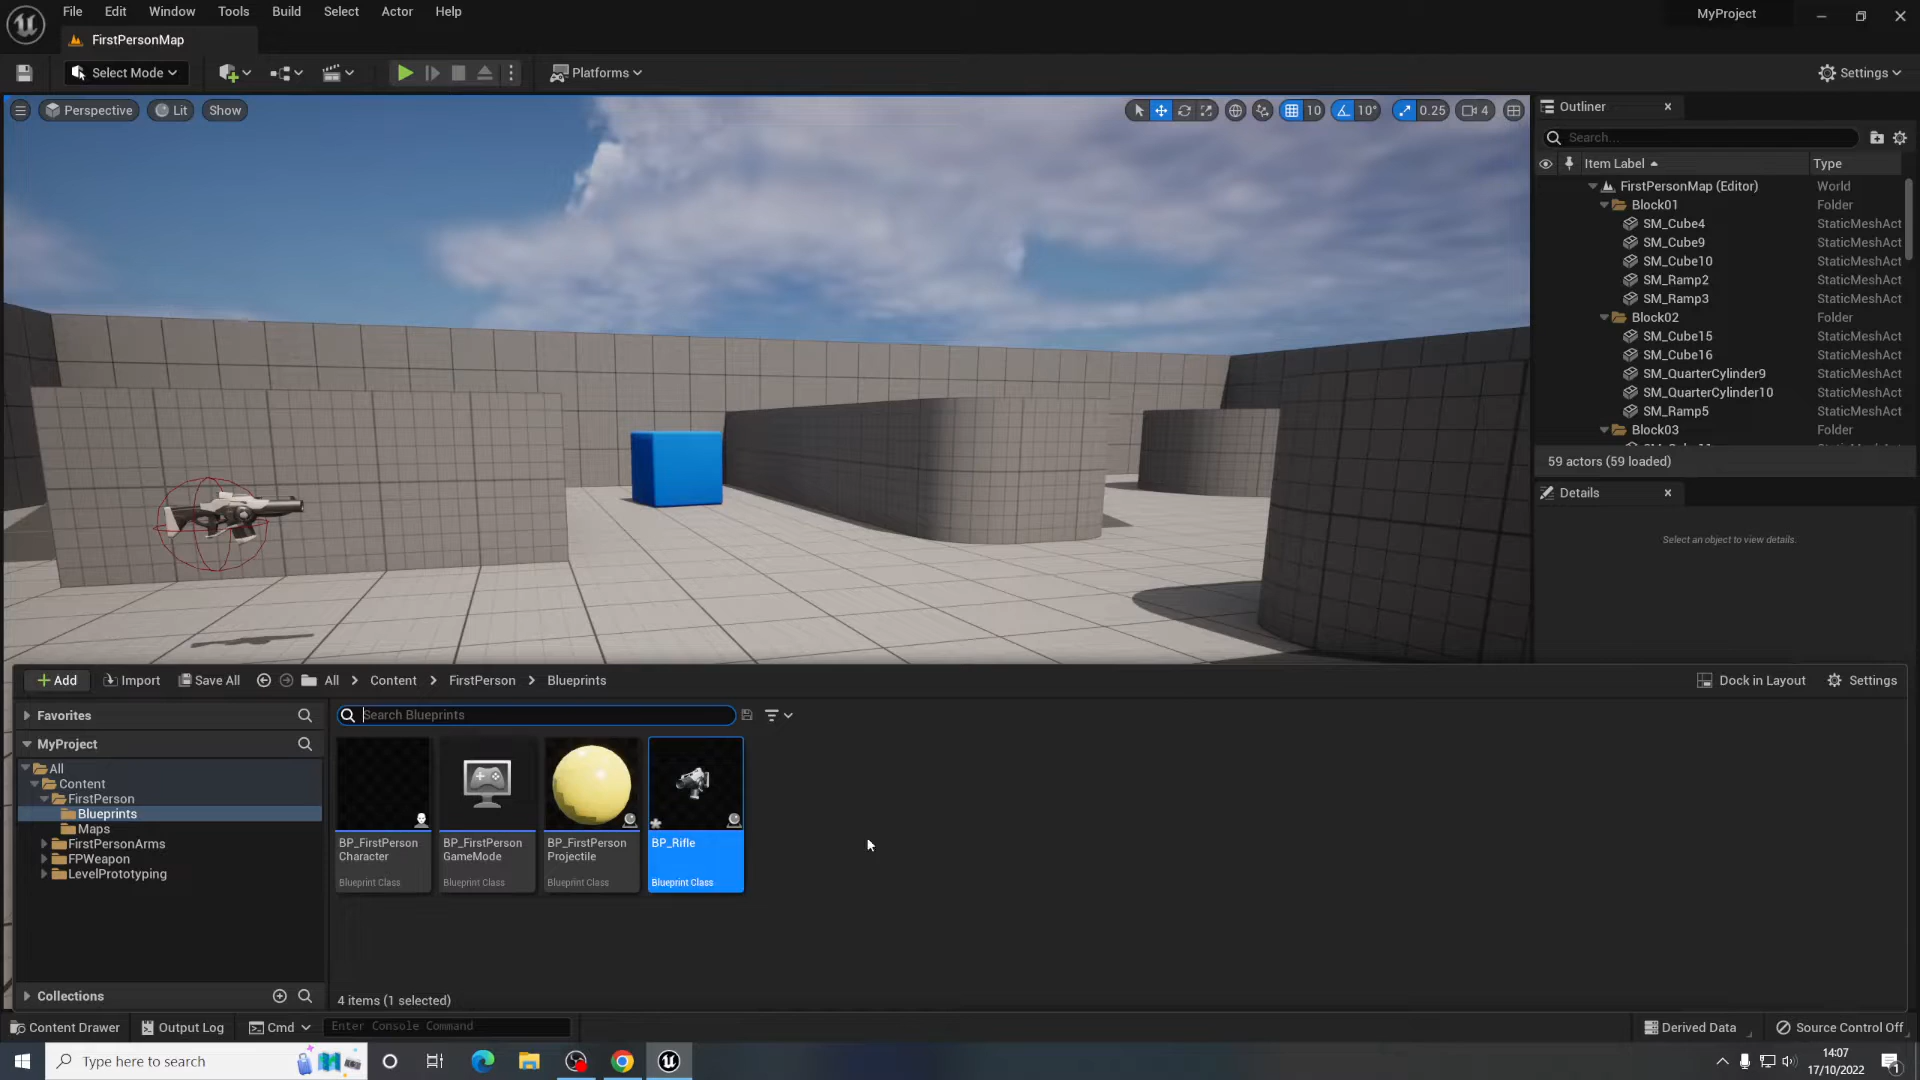 File Edit Window Tools Build Select Actor Help MyProject
FirstPersonMap
Select Mode Platforms Settings
Perspective Lit Show 10 10° 0.25 4
Outliner
Search...
Item Label Type
FirstPersonMap (Editor) World
Block01 Folder
SM_Cube4 StaticMeshAct
SM_Cube9 StaticMeshAct
SM_Cube10 StaticMeshAct
SM_Ramp2 StaticMeshAct
SM_Ramp3 StaticMeshAct
Block02 Folder
SM_Cube15 StaticMeshAct
SM_Cube16 StaticMeshAct
SM_QuarterCylinder9 StaticMeshAct
SM_QuarterCylinder10 StaticMeshAct
SM_Ramp5 StaticMeshAct
Block03 Folder
59 actors (59 loaded)
Details
Select an object to view details.
Add Import Save All All Content FirstPerson Blueprints Dock in Layout Settings
Favorites
Search Blueprints
MyProject
All
Content
FirstPerson
Blueprints
Maps
FirstPersonArms
FPWeapon
LevelPrototyping
BP_FirstPerson
Character
Blueprint Class
BP_FirstPerson
GameMode
Blueprint Class
BP_FirstPerson
Projectile
Blueprint Class
BP_Rifle
Blueprint Class
Collections
4 items (1 selected)
Content Drawer Output Log Cmd Enter Console Command Derived Data Source Control Off
Type here to search
14:07
17/10/2022
1